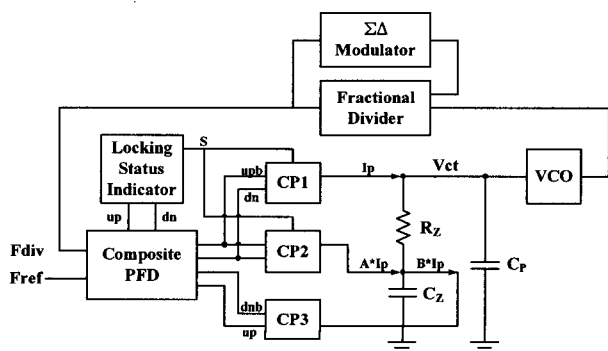 ΣΔ
Modulator
Fractional
Divider
Locking
Status
Indicator
S
upb
dn
CP1
Ip
Vct
VCO
up
dn
Fdiv
Fref
Composite
PFD
CP2
RZ
A*Ip
B*Ip
CZ
CP
dnb
up
CP3